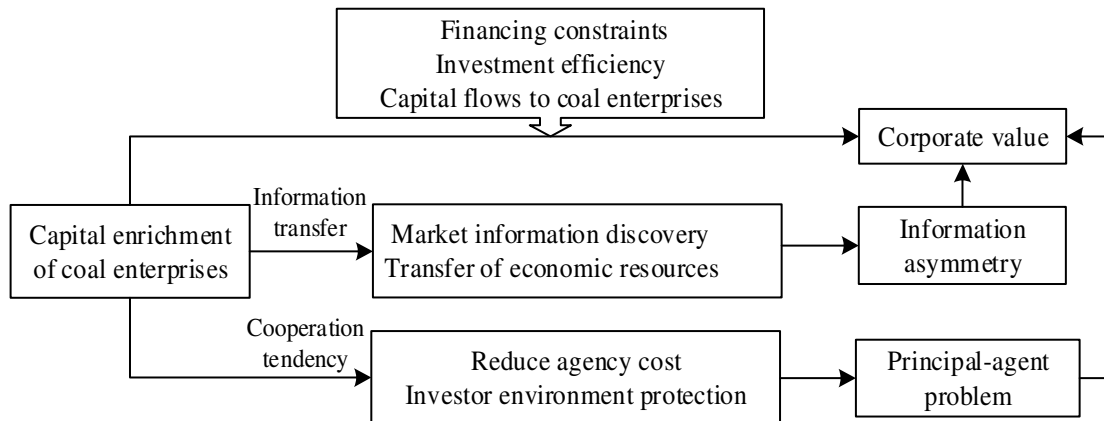 Financing constraints
Investment efficiency
Capital flows to coal enterprises
Corporate value
Information
transfer
Capital enrichment
of coal enterprises
Market information discovery
Transfer of economic resources
Information
asymmetry
Cooperation
tendency
Reduce agency cost
Investor environment protection
Principal-agent
problem